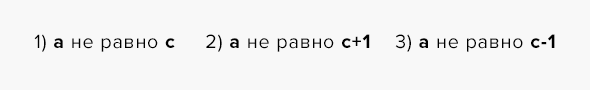 1) а не равно с 2) а не равно с+1 3) а не равно с-1